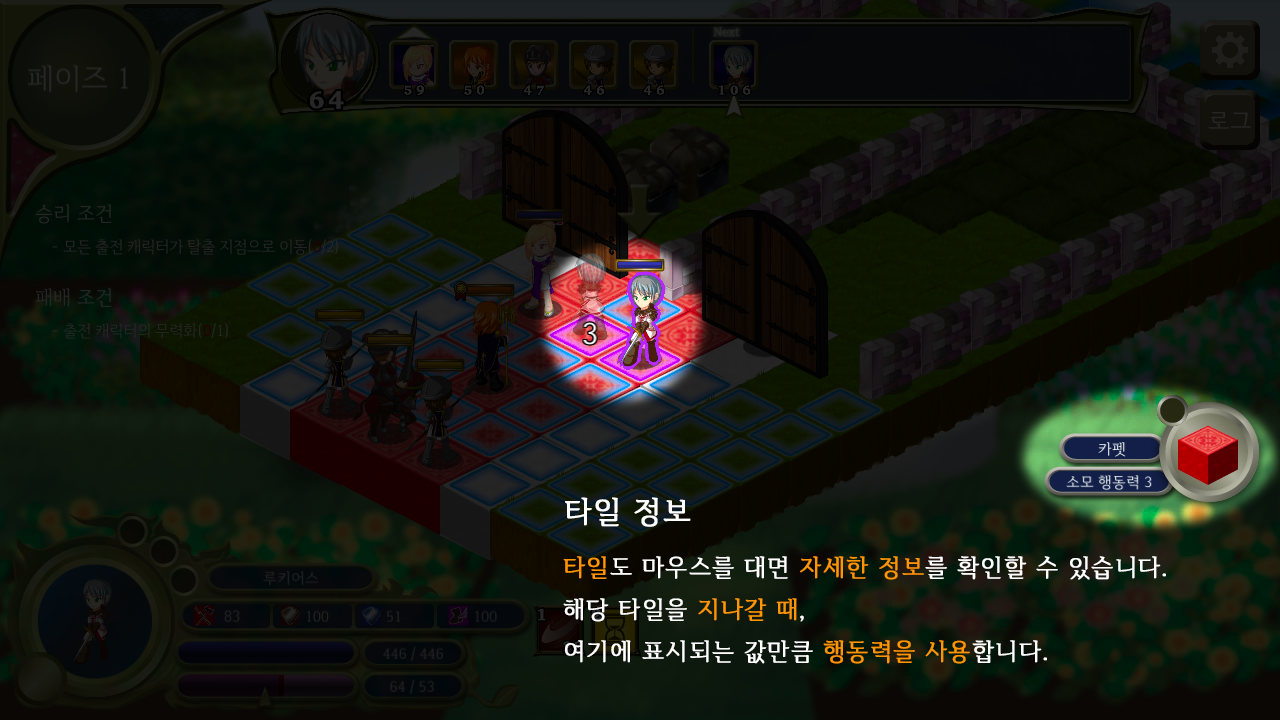 페이즈 1
64
59
50
47
46
46
Next
106
로그
승리 조건
- 모든 출전 캐릭터가 탈출 지점으로 이동( /2)
패배 조건
- 출전 캐릭터의 무력화( /1)
3
카펫
소모 행동력 3
타일 정보
타일도 마우스를 대면 자세한 정보를 확인할 수 있습니다.
해당 타일을 지나갈 때,
여기에 표시되는 값만큼 행동력을 사용합니다.
루키어스
83
100
51
100
446 / 446
64 / 53
1